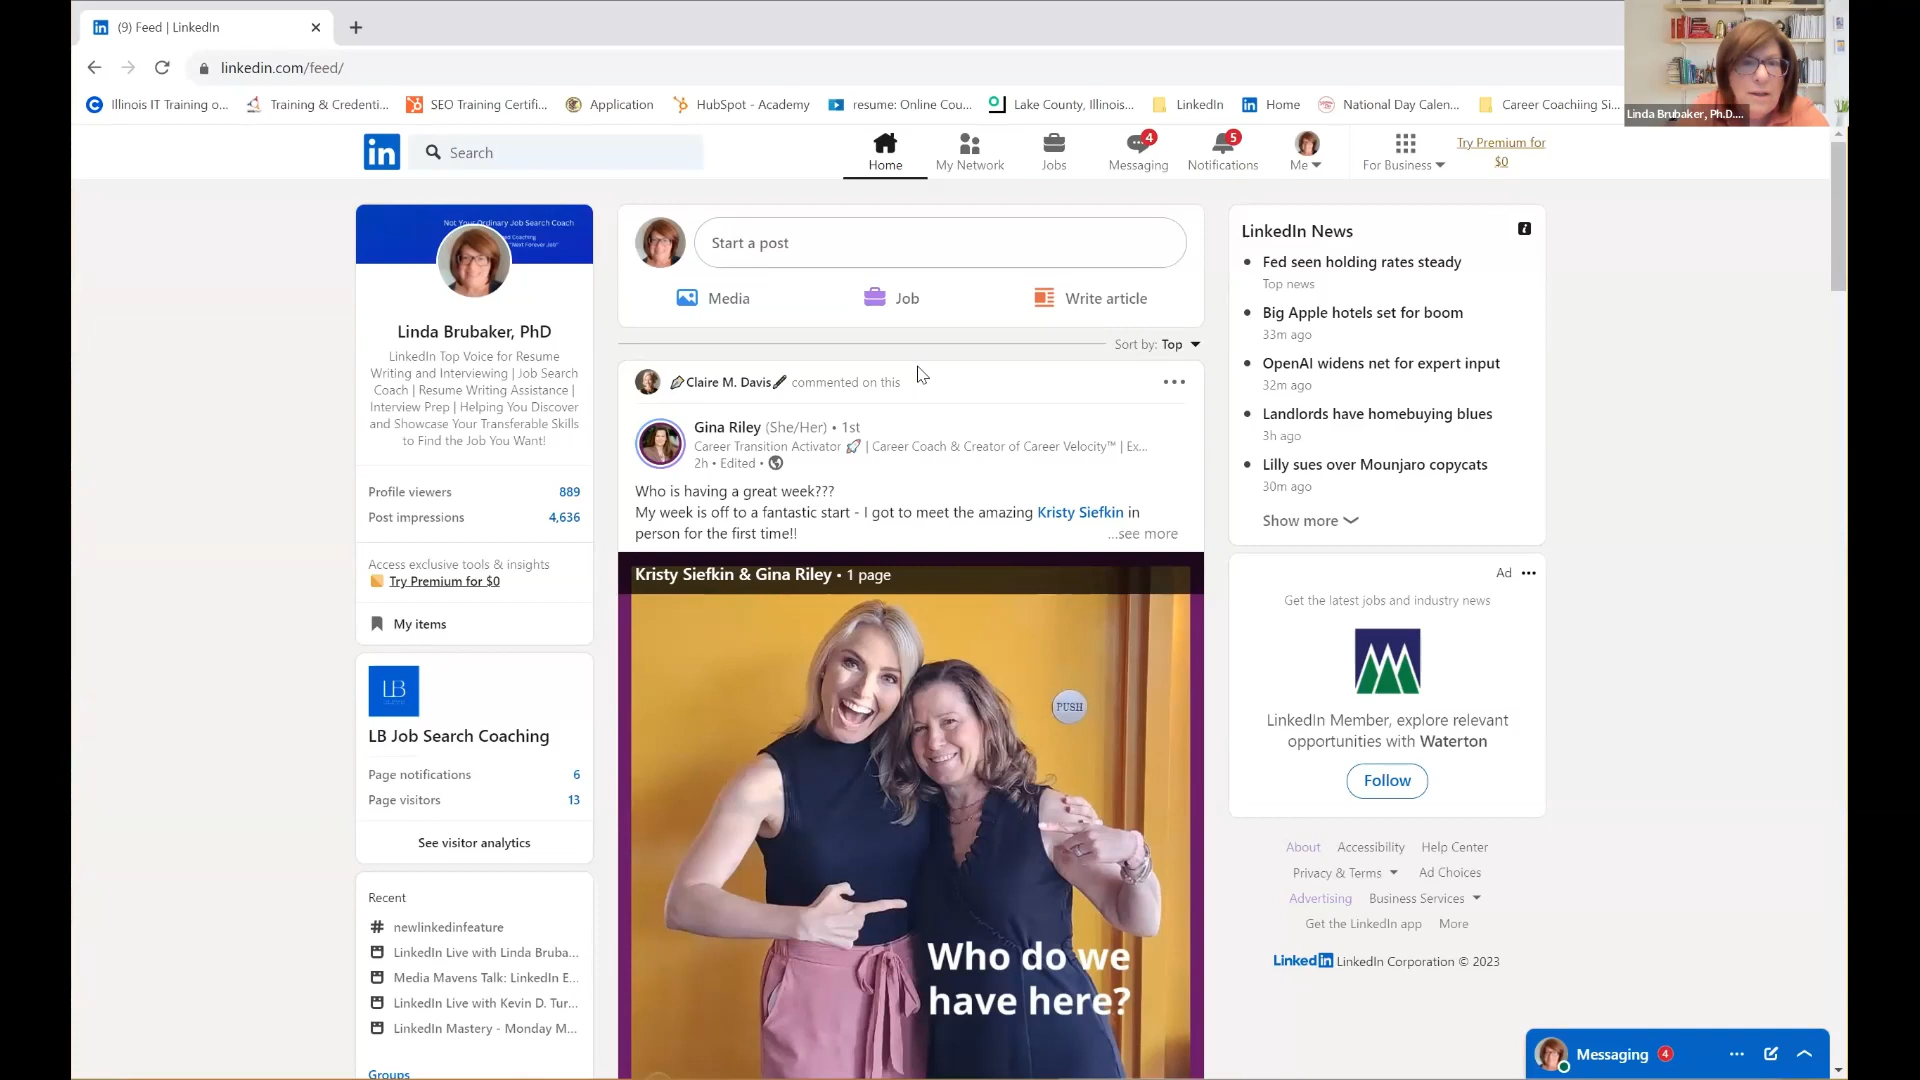 (9) Feed | LinkedIn
linkedin.com/feed/
Illinois IT Training o...
Training & Credenti...
SEO Training Certifi...
Application
HubSpot - Academy
resume: Online Cou...
Lake County, Illinois...
LinkedIn
Home
National Day Calen...
Career Coachiing Si...
Linda Brubaker, Ph.D....
in
Search
Home
My Network
Jobs
4
Messaging
5
Notifications
Me
For Business
Try Premium for
$0
Not Your Ordinary Job Search Coach
"Next Forever Job"
Linda Brubaker, PhD
LinkedIn Top Voice for Resume
Writing and Interviewing | Job Search
Coach | Resume Writing Assistance |
Interview Prep | Helping You Discover
and Showcase Your Transferable Skills
to Find the Job You Want!
Profile viewers 889
Post impressions 4,636
Access exclusive tools & insights
Try Premium for $0
My items
LB
LB Job Search Coaching
Page notifications 6
Page visitors 13
See visitor analytics
Recent
# newlinkedinfeature
LinkedIn Live with Linda Bruba...
Media Mavens Talk: LinkedIn E...
LinkedIn Live with Kevin D. Tur...
LinkedIn Mastery - Monday M...
Groups
Start a post
Media
Job
Write article
Sort by: Top
Claire M. Davis commented on this
Gina Riley (She/Her) • 1st
Career Transition Activator 🚀 | Career Coach & Creator of Career Velocity™ | Ex...
2h • Edited •
Who is having a great week???
My week is off to a fantastic start - I got to meet the amazing Kristy Siefkin in
person for the first time!! ...see more
Kristy Siefkin & Gina Riley • 1 page
PUSH
Who do we
have here?
LinkedIn News
Fed seen holding rates steady
Top news
Big Apple hotels set for boom
33m ago
OpenAI widens net for expert input
32m ago
Landlords have homebuying blues
3h ago
Lilly sues over Mounjaro copycats
30m ago
Show more
Ad
Get the latest jobs and industry news
LinkedIn Member, explore relevant
opportunities with Waterton
Follow
About Accessibility Help Center
Privacy & Terms Ad Choices
Advertising Business Services
Get the LinkedIn app More
LinkedIn LinkedIn Corporation © 2023
Messaging 4